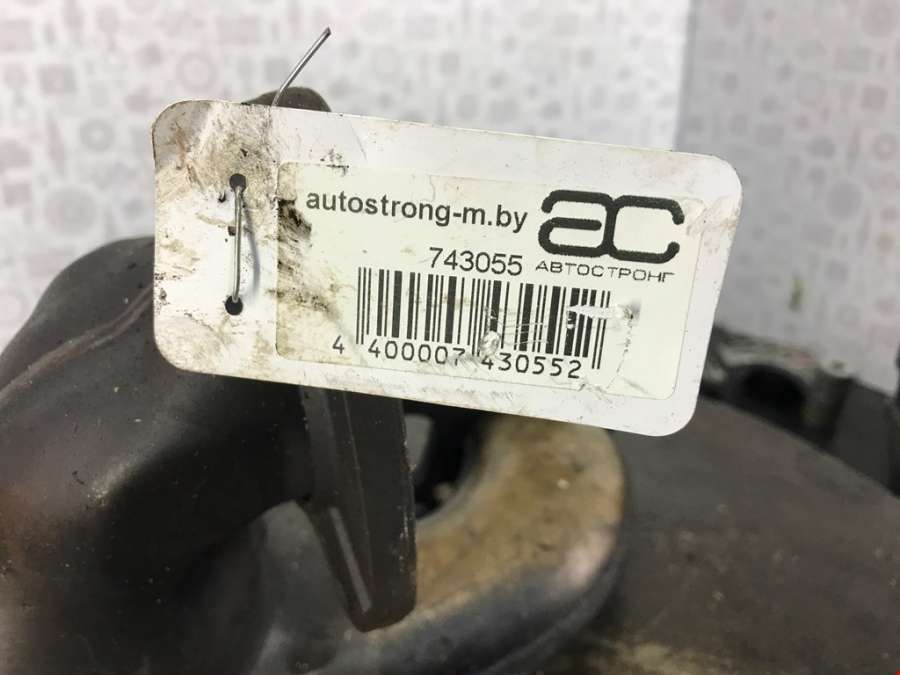 autostrong-m.by
ac
743055
АВТОСТРОНГ
4 400007 430552